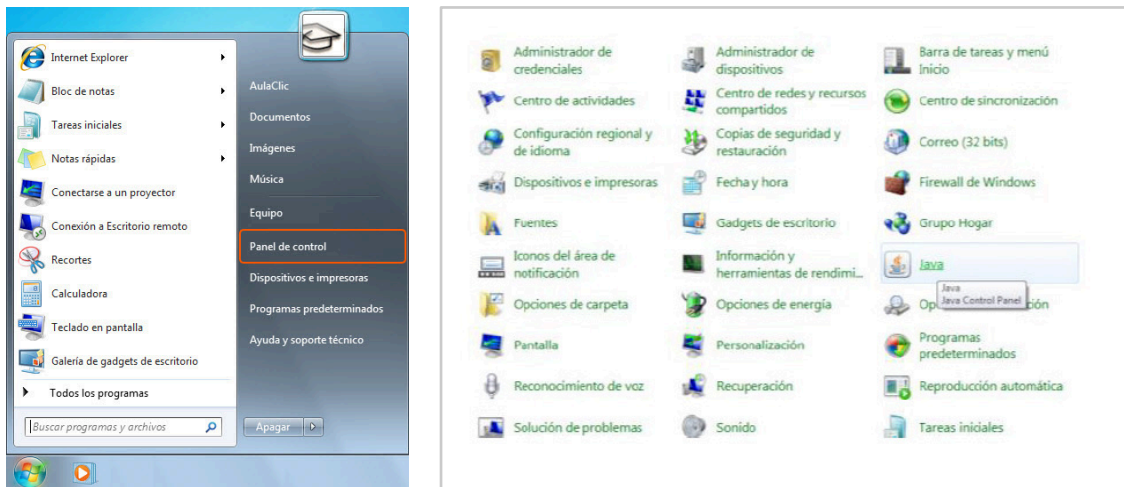 Internet Explorer
Bloc de notas
Tareas iniciales
Notas rápidas
Conectarse a un proyector
Conexión a Escritorio remoto
Recortes
Calculadora
Teclado en pantalla
Galería de gadgets de escritorio
Todos los programas
Buscar programas y archivos
AulaClic
Documentos
Imágenes
Música
Equipo
Panel de control
Dispositivos e impresoras
Programas predeterminados
Ayuda y soporte técnico
Apagar
Administrador de
credenciales
Administrador de
dispositivos
Barra de tareas y menú
Inicio
Centro de actividades
Centro de redes y recursos
compartidos
Centro de sincronización
Configuración regional y
de idioma
Copias de seguridad y
restauración
Correo (32 bits)
Dispositivos e impresoras
Fecha y hora
Firewall de Windows
Fuentes
Gadgets de escritorio
Grupo Hogar
Iconos del área de
notificación
Información y
herramientas de rendimi...
Java
Java
Java Control Panel
Opciones de carpeta
Opciones de energía
Pantalla
Personalización
Programas
predeterminados
Reconocimiento de voz
Recuperación
Reproducción automática
Solución de problemas
Sonido
Tareas iniciales